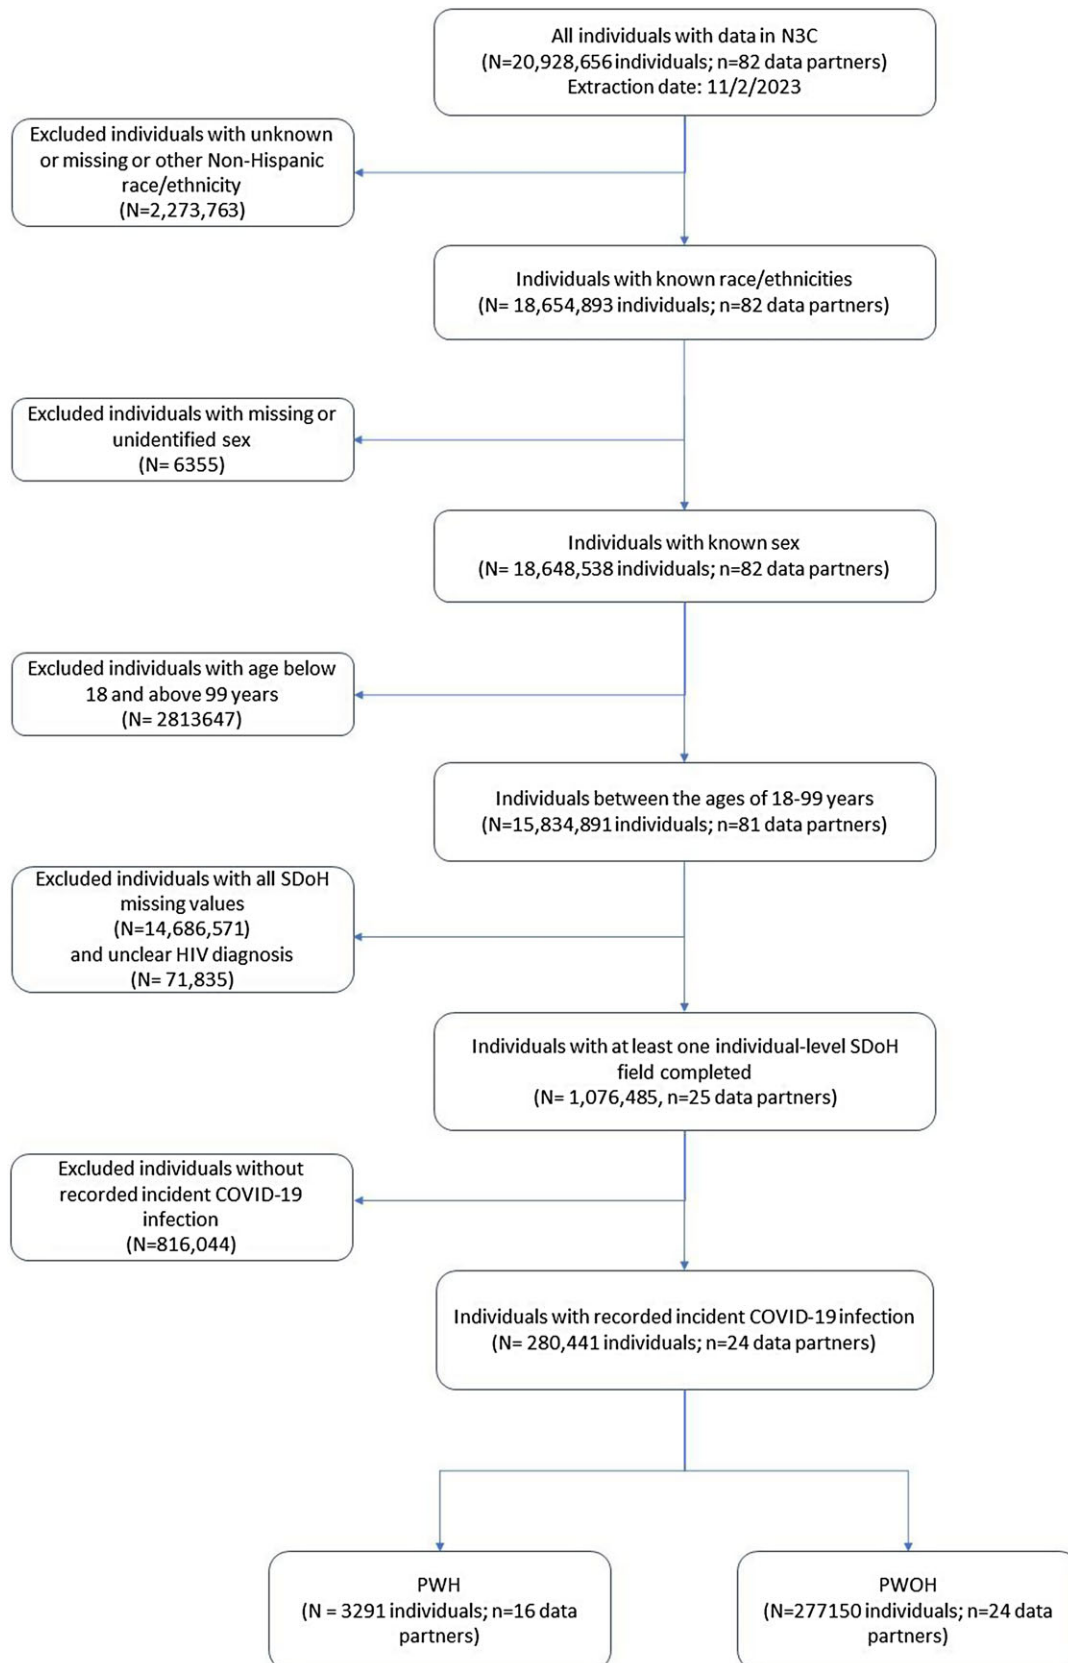 All individuals with data in N3C
(N=20,928,656 individuals; n=82 data partners)
Extraction date: 11/2/2023
Excluded individuals with unknown
or missing or other Non-Hispanic
race/ethnicity
(N=2,273,763)
Individuals with known race/ethnicities
(N= 18,654,893 individuals; n=82 data partners)
Excluded individuals with missing or
unidentified sex
(N= 6355)
Individuals with known sex
(N= 18,648,538 individuals; n=82 data partners)
Excluded individuals with age below
18 and above 99 years
(N= 2813647)
Individuals between the ages of 18-99 years
(N=15,834,891 individuals; n=81 data partners)
Excluded individuals with all SDoH
missing values
(N=14,686,571)
and unclear HIV diagnosis
(N= 71,835)
Individuals with at least one individual-level SDoH
field completed
(N= 1,076,485, n=25 data partners)
Excluded individuals without
recorded incident COVID-19
infection
(N=816,044)
Individuals with recorded incident COVID-19 infection
(N= 280,441 individuals; n=24 data partners)
PWH
(N = 3291 individuals; n=16 data
partners)
PWOH
(N=277150 individuals; n=24 data
partners)